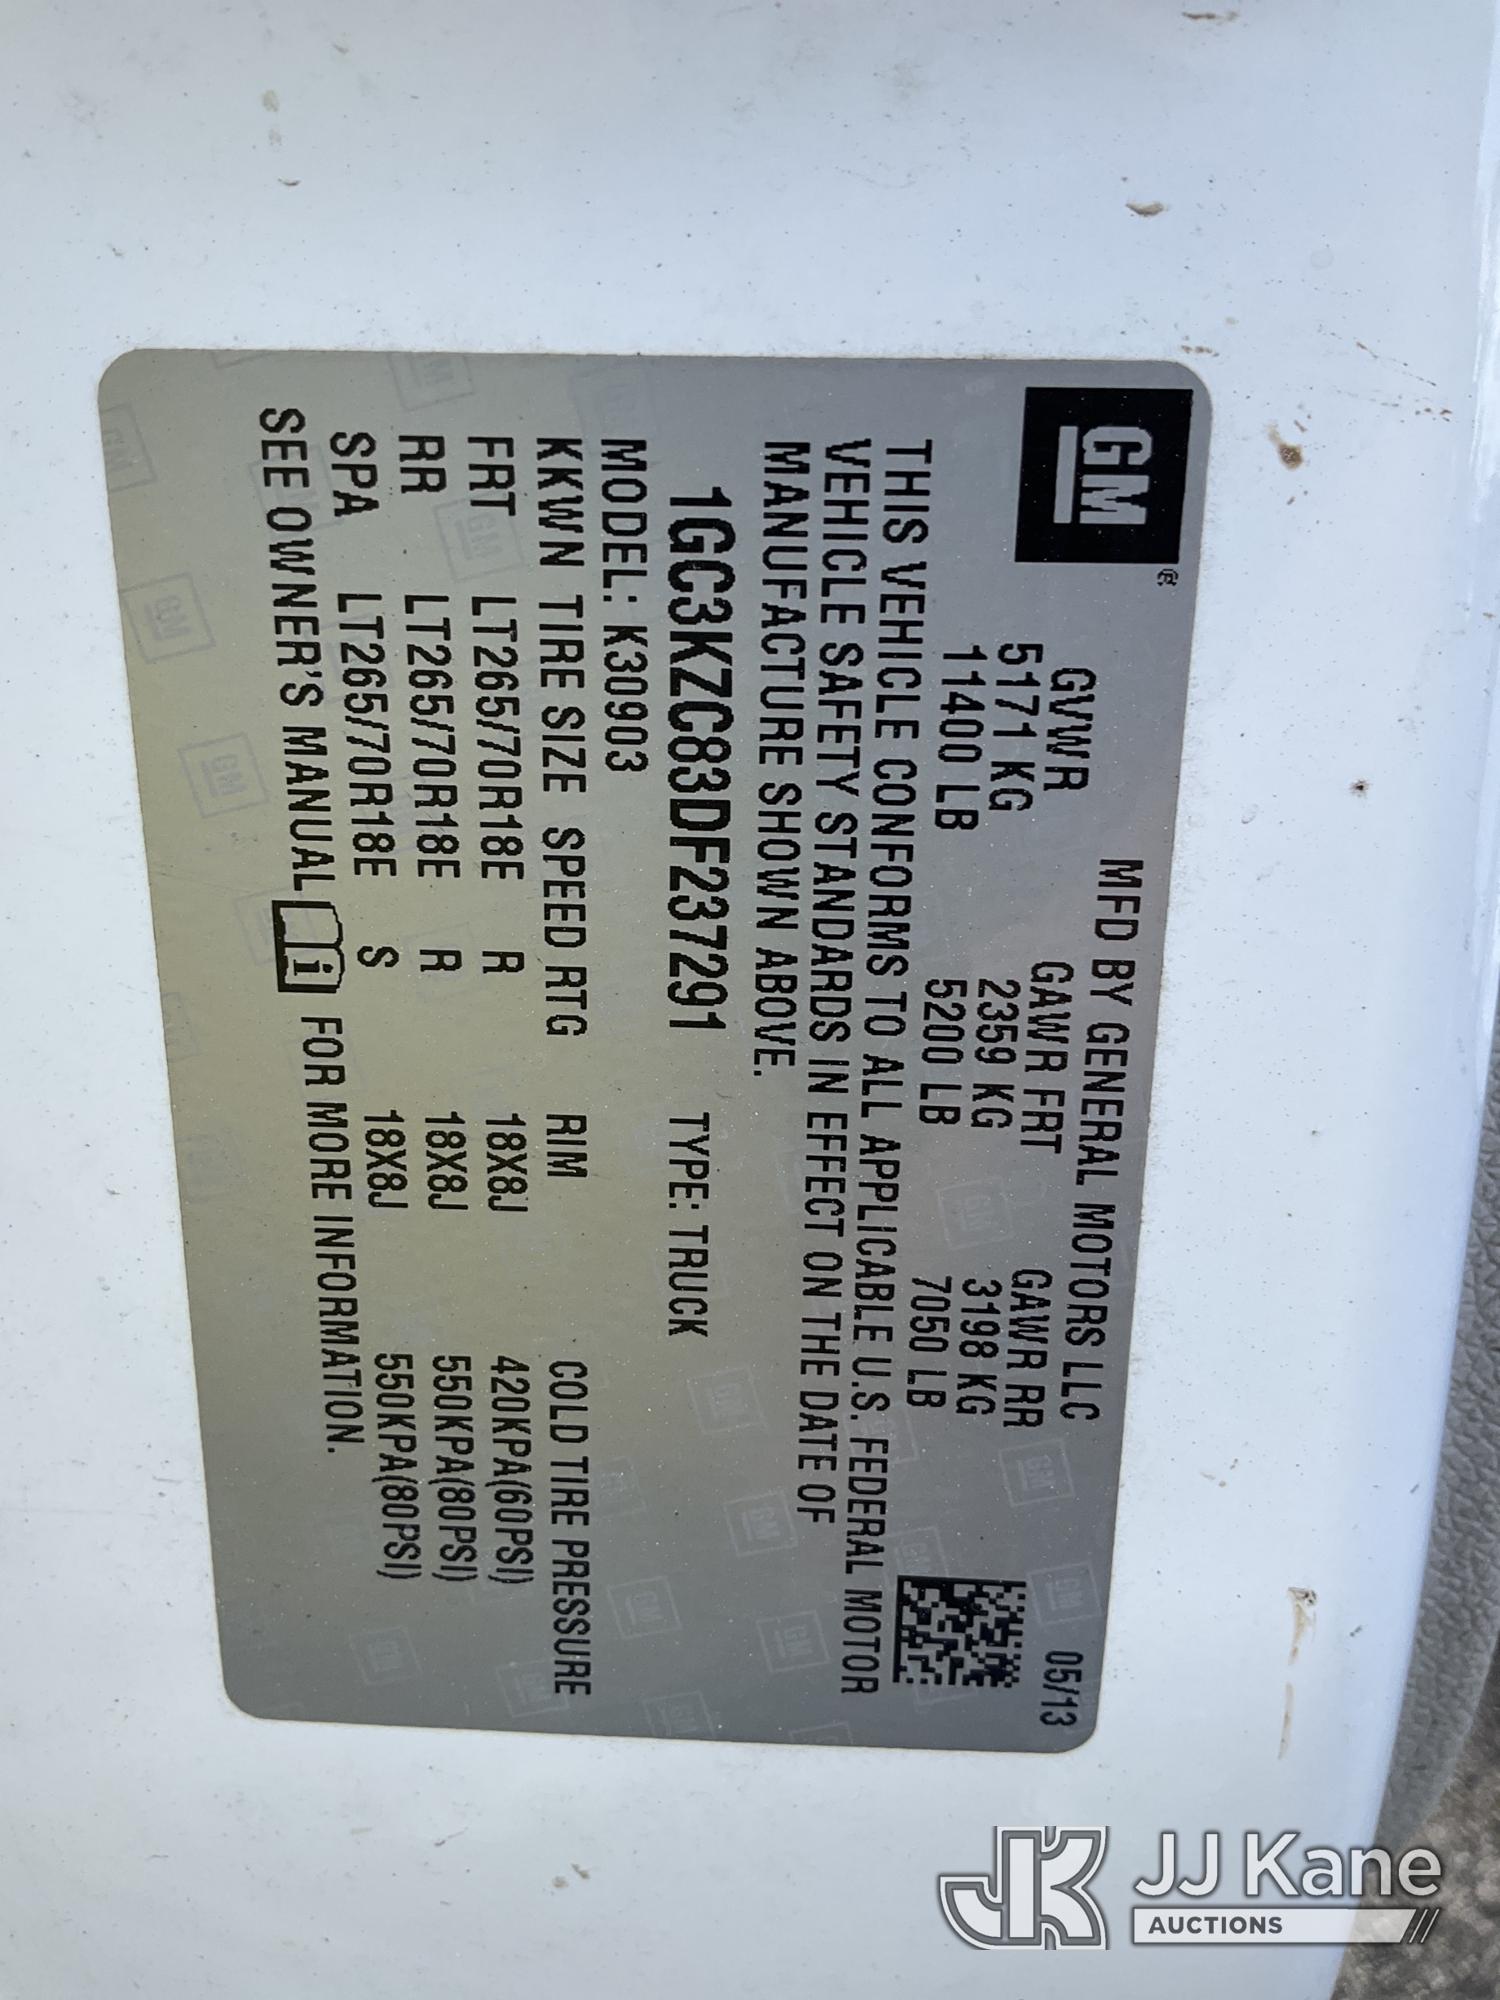 GM®
MFD BY GENERAL MOTORS LLC 05/13
GVWR GAWR FRT GAWR RR
5171 KG 2359 KG 3198 KG
11400 LB 5200 LB 7050 LB
THIS VEHICLE CONFORMS TO ALL APPLICABLE U.S. FEDERAL MOTOR
VEHICLE SAFETY STANDARDS IN EFFECT ON THE DATE OF
MANUFACTURE SHOWN ABOVE.
1GC3KZC83DF237291 TYPE: TRUCK
MODEL: K30903
KKWN TIRE SIZE SPEED RTG RIM COLD TIRE PRESSURE
FRT LT265/70R18E R 18X8J 420KPA(60PSI)
RR LT265/70R18E R 18X8J 550KPA(80PSI)
SPA LT265/70R18E S 18X8J 550KPA(80PSI)
SEE OWNER'S MANUAL i FOR MORE INFORMATION.
JK JJ Kane
AUCTIONS